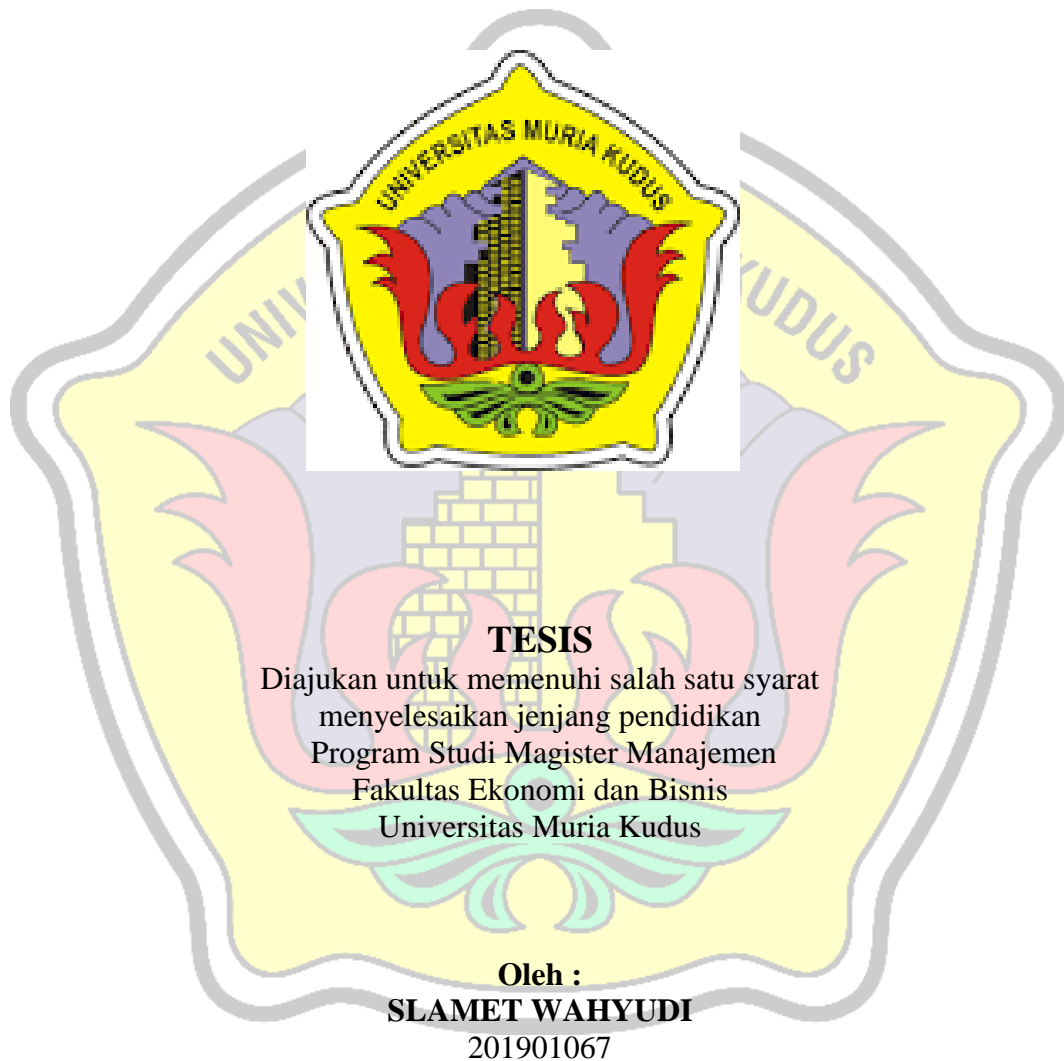 UNIVERSITAS MURIA KUDUS
TESIS
Diajukan untuk memenuhi salah satu syarat
menyelesaikan jenjang pendidikan
Program Studi Magister Manajemen
Fakultas Ekonomi dan Bisnis
Universitas Muria Kudus
Oleh :
SLAMET WAHYUDI
201901067